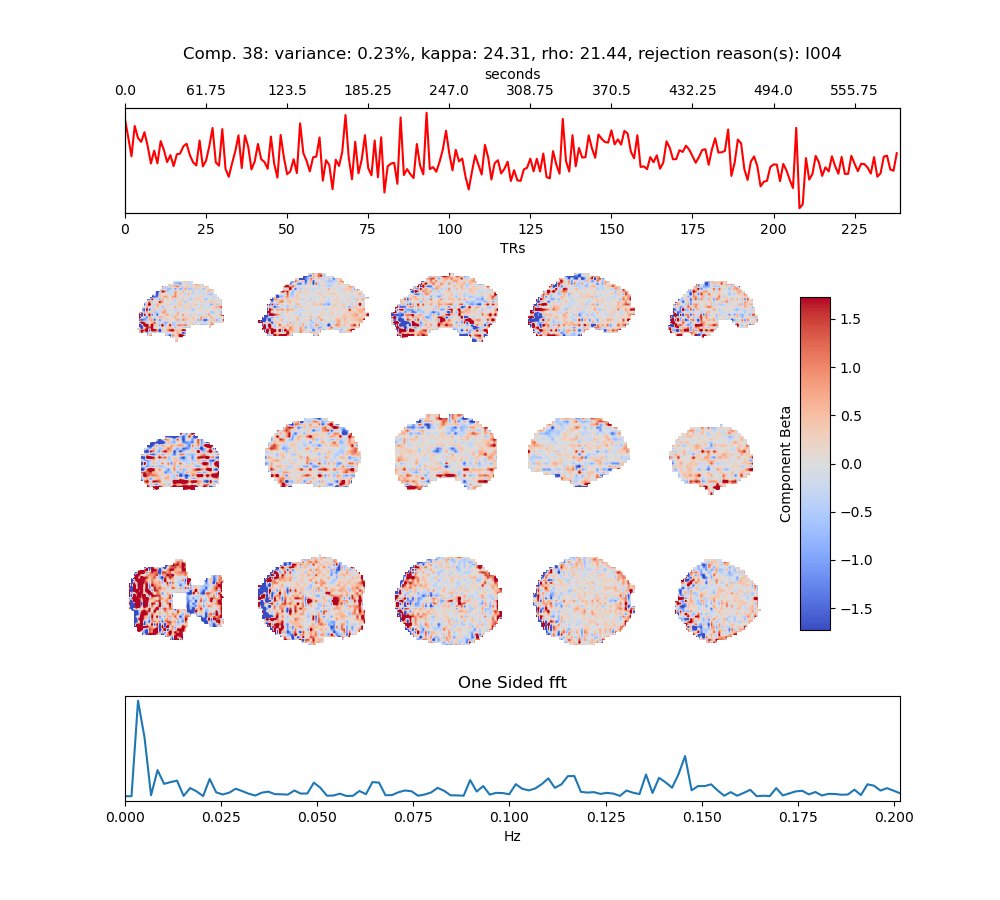 Comp. 38: variance: 0.23%, kappa: 24.31, rho: 21.44, rejection reason(s): I004
seconds
0.0 61.75 123.5 185.25 247.0 308.75 370.5 432.25 494.0 555.75
0 25 50 75 100 125 150 175 200 225
TRs
1.5
1.0
0.5
0.0
−0.5
−1.0
−1.5
Component Beta
One Sided fft
0.000 0.025 0.050 0.075 0.100 0.125 0.150 0.175 0.200
Hz